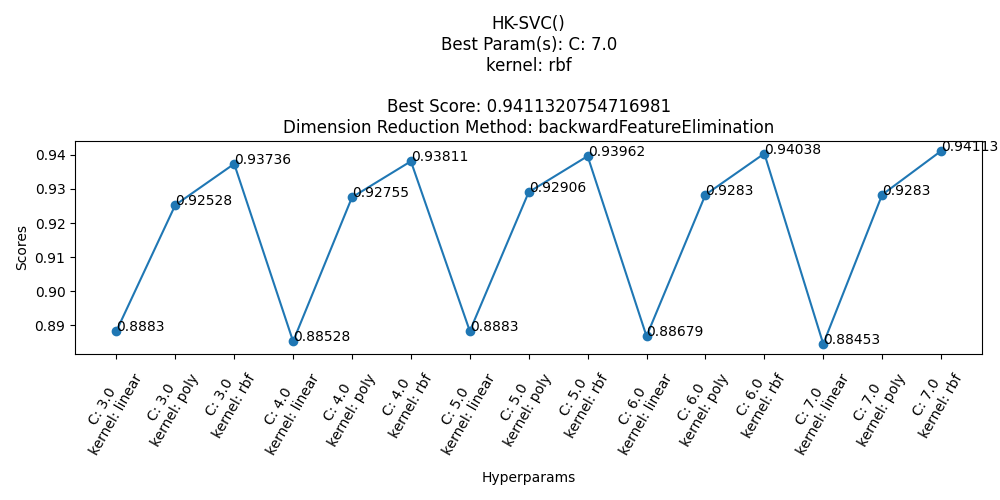 HK-SVC()
Best Param(s): C: 7.0
kernel: rbf
Best Score: 0.9411320754716981
Dimension Reduction Method: backwardFeatureElimination
Scores
0.94
0.93
0.92
0.91
0.90
0.89
0.8883
0.92528
0.93736
0.88528
0.92755
0.93811
0.8883
0.92906
0.93962
0.88679
0.9283
0.94038
0.88453
0.9283
0.94113
C: 3.0
kernel: linear
C: 3.0
kernel: poly
C: 3.0
kernel: rbf
C: 4.0
kernel: linear
C: 4.0
kernel: poly
C: 4.0
kernel: rbf
C: 5.0
kernel: linear
C: 5.0
kernel: poly
C: 5.0
kernel: rbf
C: 6.0
kernel: linear
C: 6.0
kernel: poly
C: 6.0
kernel: rbf
C: 7.0
kernel: linear
C: 7.0
kernel: poly
C: 7.0
kernel: rbf
Hyperparams